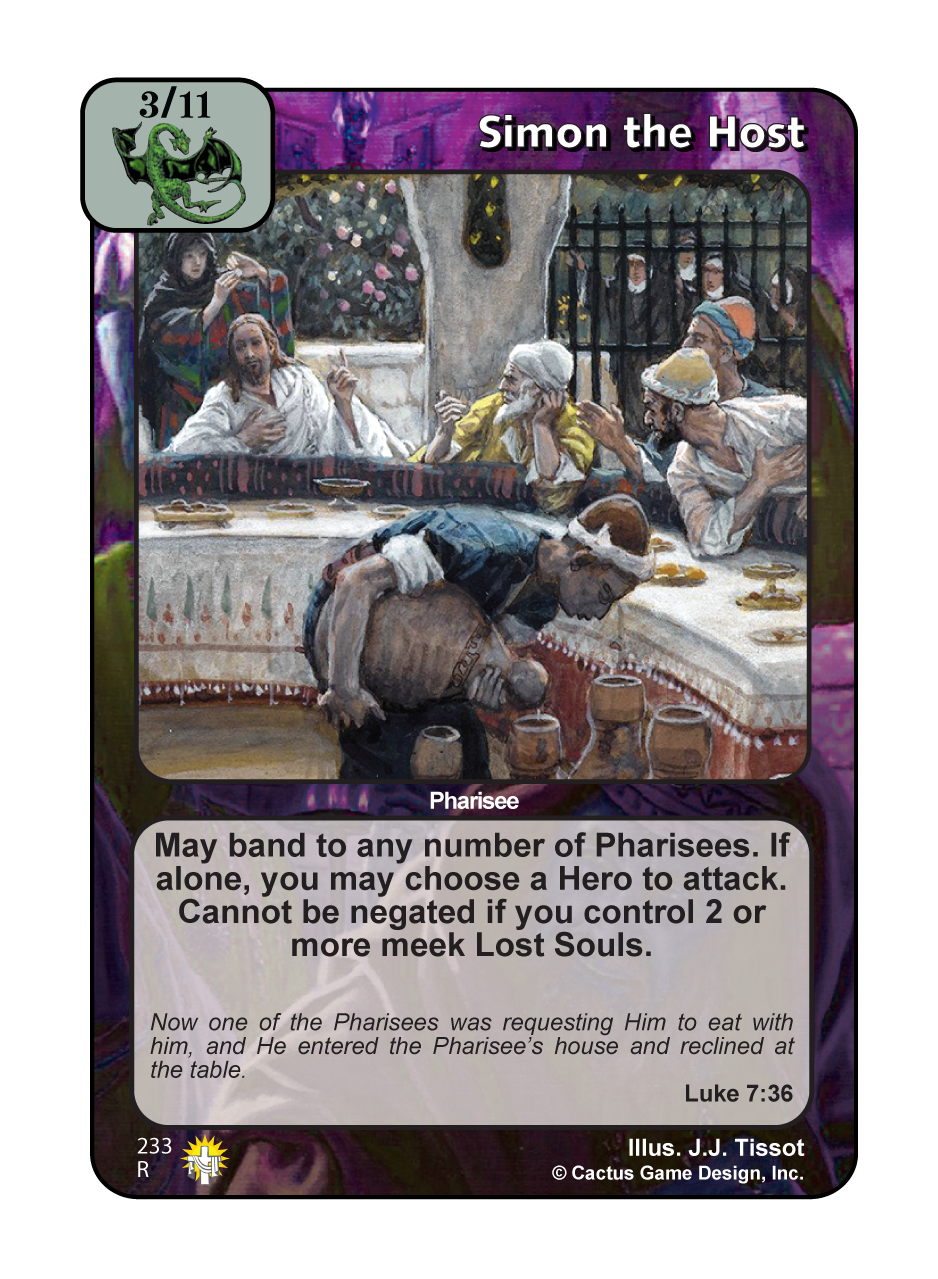 3/11
Simon the Host
Pharisee
May band to any number of Pharisees. If
alone, you may choose a Hero to attack.
Cannot be negated if you control 2 or
more meek Lost Souls.
Now one of the Pharisees was requesting Him to eat with
him, and He entered the Pharisee's house and reclined at
the table.
Luke 7:36
233
R
Illus. J.J. Tissot
© Cactus Game Design, Inc.